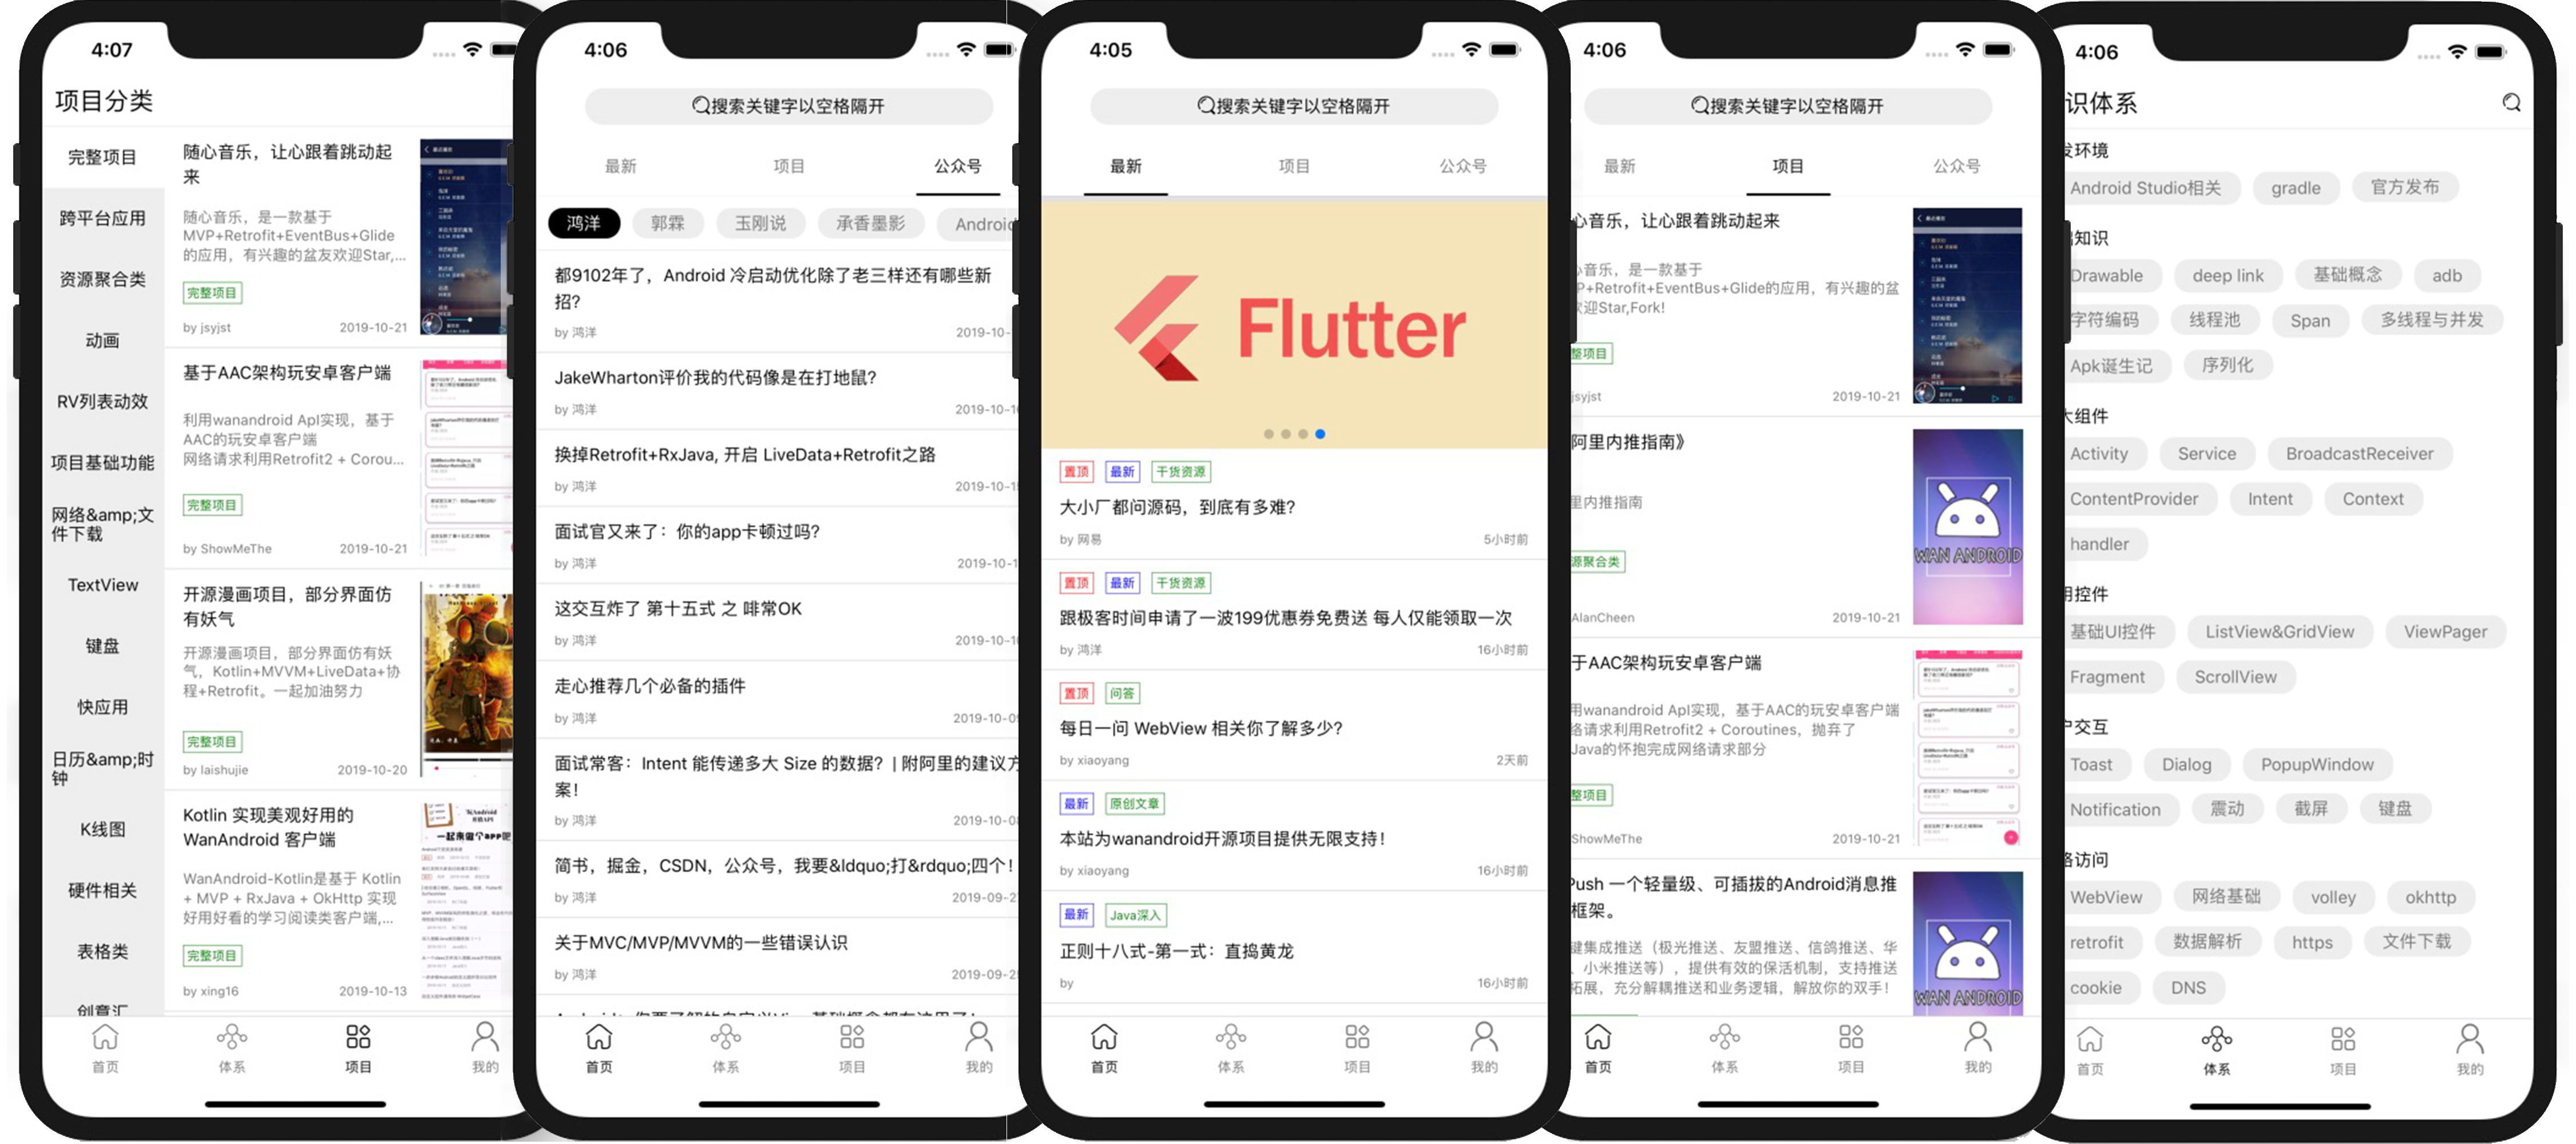 4:07
项目分类
完整项目
跨平台应用
资源聚合类
动画
RV列表动效
项目基础功能
网络&amp;文
件下载
TextView
键盘
快应用
日历&amp;时
钟
K线图
硬件相关
表格类
创意汇
随心音乐，让心跟着跳动起
来
随心音乐，是一款基于
MVP+Retrofit+EventBus+Glide
的应用，有兴趣的盆友欢迎Star,...
完整项目
by jsyjst 2019-10-21
基于AAC架构玩安卓客户端
利用wanandroid ApI实现，基于
AAC的玩安卓客户端
网络请求利用Retrofit2 + Corou...
完整项目
by ShowMeThe 2019-10-21
开源漫画项目，部分界面仿
有妖气
开源漫画项目，部分界面仿有妖
气，Kotlin+MVVM+LiveData+协
程+Retrofit。一起加油努力
完整项目
by laishujie 2019-10-20
Kotlin 实现美观好用的
WanAndroid 客户端
WanAndroid-Kotlin是基于 Kotlin
+ MVP + RxJava + OkHttp 实现
好用好看的学习阅读类客户端,...
完整项目
by xing16 2019-10-13
一起来做个app吧
首页 体系 项目 我的
4:06
搜索关键字以空格隔开
最新 项目 公众号
鸿洋 郭霖 玉刚说 承香墨影 Android
都9102年了，Android 冷启动优化除了老三样还有哪些新
招？
by 鸿洋 2019-10-
JakeWharton评价我的代码像是在打地鼠？
by 鸿洋 2019-10-1
换掉Retrofit+RxJava, 开启 LiveData+Retrofit之路
by 鸿洋 2019-10-1
面试官又来了：你的app卡顿过吗？
by 鸿洋 2019-10-1
这交互炸了 第十五式 之 啡常OK
by 鸿洋 2019-10-1
走心推荐几个必备的插件
by 鸿洋 2019-10-0
面试常客：Intent 能传递多大 Size 的数据？| 附阿里的建议方
案！
by 鸿洋 2019-10-0
简书，掘金，CSDN，公众号，我要&ldquo;打&rdquo;四个！
by 鸿洋 2019-09-2
关于MVC/MVP/MVVM的一些错误认识
by 鸿洋 2019-09-2
首页 体系 项目 我的
4:05
搜索关键字以空格隔开
最新 项目 公众号
Flutter
置顶 最新 干货资源
大小厂都问源码，到底有多难？
by 网易 5小时前
置顶 最新 干货资源
跟极客时间申请了一波199优惠券免费送 每人仅能领取一次
by 鸿洋 16小时前
置顶 问答
每日一问 WebView 相关你了解多少？
by xiaoyang 2天前
最新 原创文章
本站为wanandroid开源项目提供无限支持！
by xiaoyang 16小时前
最新 Java深入
正则十八式-第一式：直捣黄龙
by 16小时前
首页 体系 项目 我的
4:06
搜索关键字以空格隔开
最新 项目 公众号
心音乐，让心跟着跳动起来
音乐，是一款基于
P+Retrofit+EventBus+Glide的应用，有兴趣的盆
欢迎Star,Fork!
整项目
jsyjst 2019-10-21
阿里内推指南》
里内推指南
源聚合类
AlanCheen 2019-10-21
WAN ANDROID
于AAC架构玩安卓客户端
用wanandroid ApI实现，基于AAC的玩安卓客户端
络请求利用Retrofit2 + Coroutines，抛弃了
Java的怀抱完成网络请求部分
整项目
ShowMeThe 2019-10-21
Push 一个轻量级、可插拔的Android消息推
框架。
键集成推送（极光推送、友盟推送、信鸽推送、华
、小米推送等），提供有效的保活机制，支持推送
拓展，充分解耦推送和业务逻辑，解放你的双手！
WAN ANDROID
首页 体系 项目 我的
4:06
识体系
发环境
Android Studio相关 gradle 官方发布
知识
Drawable deep link 基础概念 adb
字符编码 线程池 Span 多线程与并发
Apk诞生记 序列化
大组件
Activity Service BroadcastReceiver
ContentProvider Intent Context
handler
用控件
基础UI控件 ListView&GridView ViewPager
Fragment ScrollView
户交互
Toast Dialog PopupWindow
Notification 震动 截屏 键盘
络访问
WebView 网络基础 volley okhttp
retrofit 数据解析 https 文件下载
cookie DNS
首页 体系 项目 我的